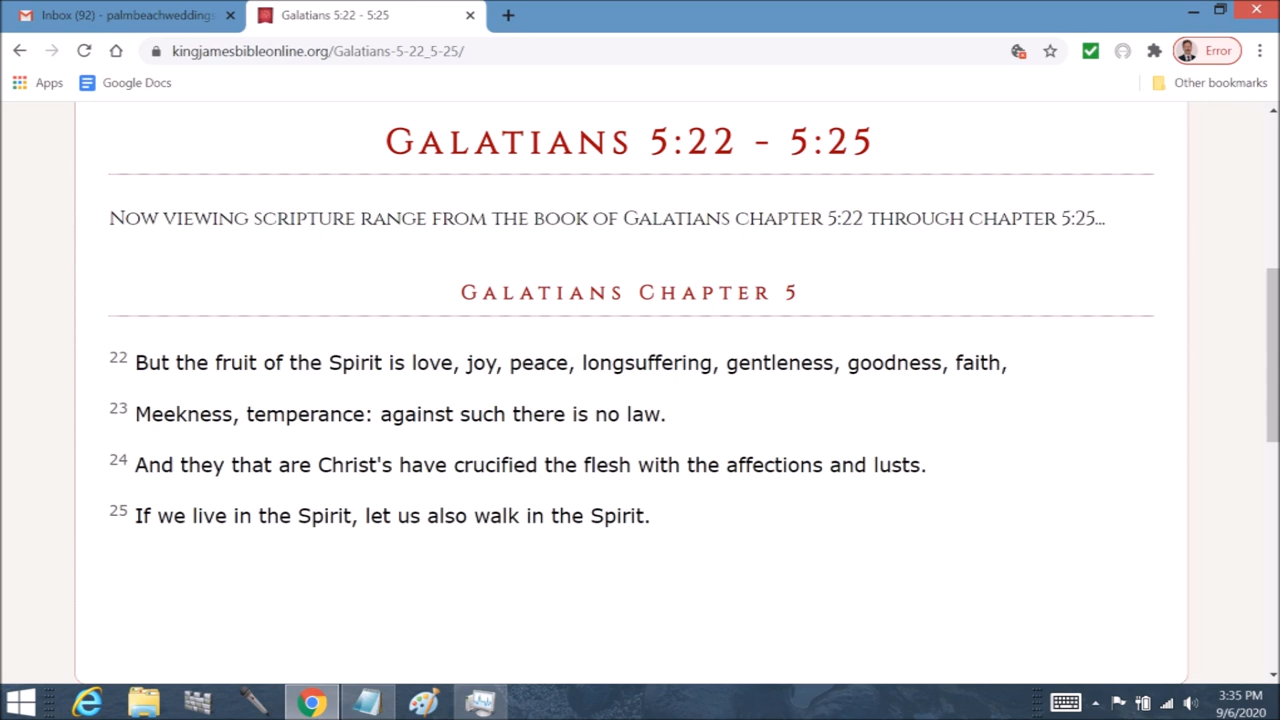 Inbox (92) - palmbeachwedding
Galatians 5:22 - 5:25
kingjamesbibleonline.org/Galatians-5-22_5-25/
Error
Apps
Google Docs
Other bookmarks
GALATIANS 5:22 - 5:25
NOW VIEWING SCRIPTURE RANGE FROM THE BOOK OF GALATIANS CHAPTER 5:22 THROUGH CHAPTER 5:25...
GALATIANS CHAPTER 5
22 But the fruit of the Spirit is love, joy, peace, longsuffering, gentleness, goodness, faith,
23 Meekness, temperance: against such there is no law.
24 And they that are Christ's have crucified the flesh with the affections and lusts.
25 If we live in the Spirit, let us also walk in the Spirit.
3:35 PM
9/6/2020